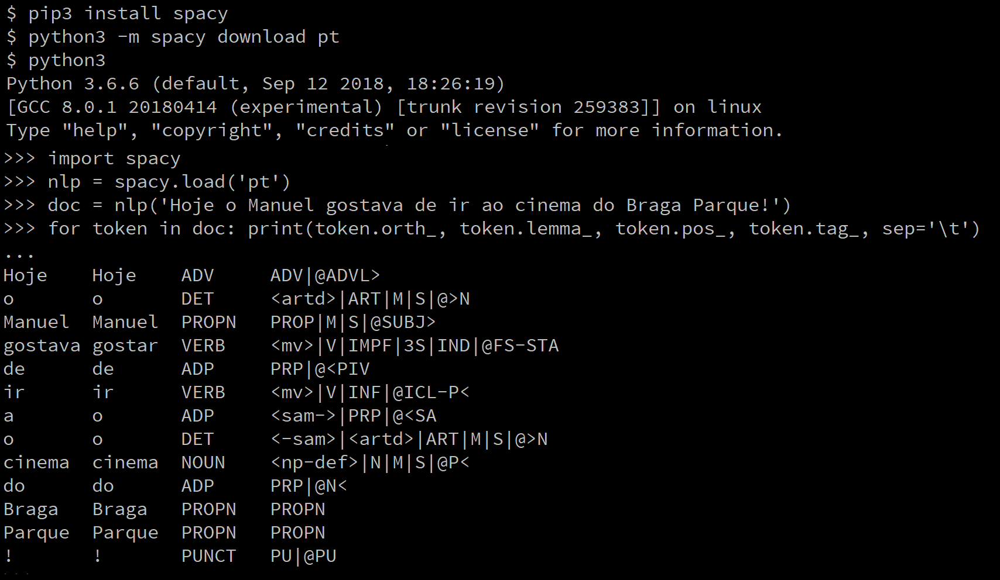 $ pip3 install spacy
$ python3 -m spacy download pt
$ python3
Python 3.6.6 (default, Sep 12 2018, 18:26:19)
[GCC 8.0.1 20180414 (experimental) [trunk revision 259383]] on linux
Type "help", "copyright", "credits" or "license" for more information.
>>> import spacy
>>> nlp = spacy.load('pt')
>>> doc = nlp('Hoje o Manuel gostava de ir ao cinema do Braga Parque!')
>>> for token in doc: print(token.orth_, token.lemma_, token.pos_, token.tag_, sep='\t')
...
Hoje	Hoje	ADV	ADV|@ADVL>
o	o	DET	<artd>|ART|M|S|@>N
Manuel	Manuel	PROPN	PROP|M|S|@SUBJ>
gostava	gostar	VERB	<mv>|V|IMPF|3S|IND|@FS-STA
de	de	ADP	PRP|@<PIV
ir	ir	VERB	<mv>|V|INF|@ICL-P<
a	o	ADP	<sam->|PRP|@<SA
o	o	DET	<-sam>|<artd>|ART|M|S|@>N
cinema	cinema	NOUN	<np-def>|N|M|S|@P<
do	do	ADP	PRP|@N<
Braga	Braga	PROPN	PROPN
Parque	Parque	PROPN	PROPN
!	!	PUNCT	PU|@PU